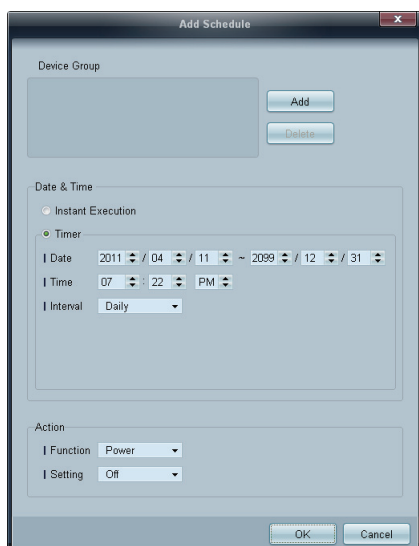 Add Schedule
x
Device Group
Add
Delete
Date & Time
Instant Execution
Timer
Date 2011 / 04 / 11 ~ 2099 / 12 / 31
Time 07 : 22 PM
Interval Daily
Action
Function Power
Setting Off
OK Cancel